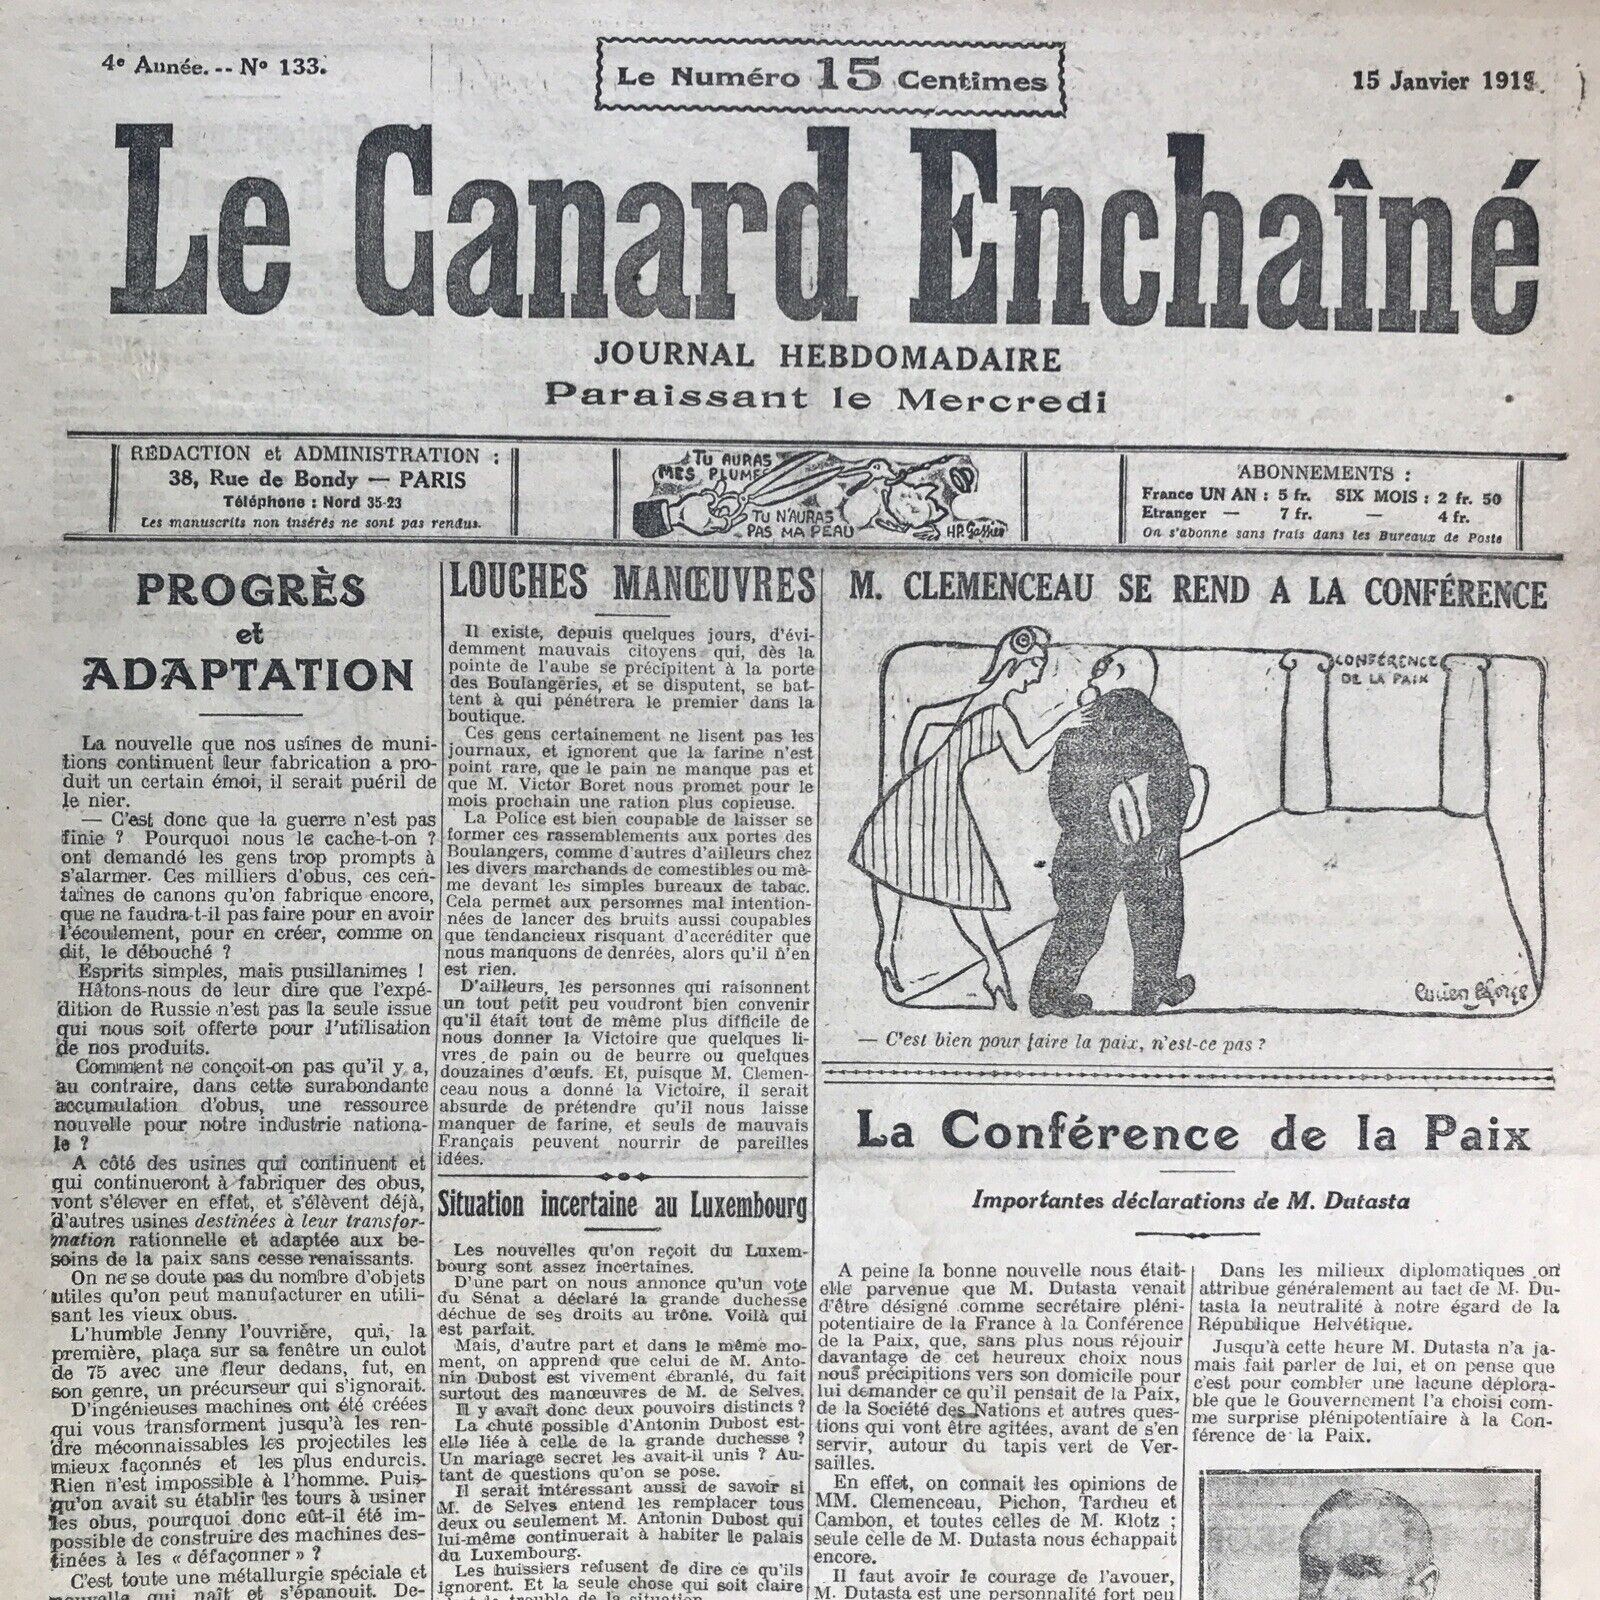 4e Année. -- No 133.
Le Numéro 15 Centimes
15 Janvier 1919.
Le Canard Enchaîné
JOURNAL HEBDOMADAIRE
Paraissant le Mercredi
RÉDACTION et ADMINISTRATION :
38, Rue de Bondy — PARIS
Téléphone : Nord 35-23
Les manuscrits non insérés ne sont pas rendus.
TU AURAS
MES PLUMES
TU N'AURAS
PAS MA PEAU
H.P. Gassier
ABONNEMENTS :
France UN AN : 5 fr. SIX MOIS : 2 fr. 50
Etranger — 7 fr. — 4 fr.
On s'abonne sans frais dans les Bureaux de Poste
PROGRÈS
et
ADAPTATION
La nouvelle que nos usines de muni-
tions continuent leur fabrication a pro-
duit un certain émoi, il serait puéril de
le nier.
— C'est donc que la guerre n'est pas
finie ? Pourquoi nous le cache-t-on ?
ont demandé les gens trop prompts à
s'alarmer. Ces milliers d'obus, ces cen-
taines de canons qu'on fabrique encore,
que ne faudra-t-il pas faire pour en avoir
l'écoulement, pour en créer, comme on
dit, le débouché ?
Esprits simples, mais pusillanimes !
Hâtons-nous de leur dire que l'expé-
dition de Russie n'est pas la seule issue
qui nous soit offerte pour l'utilisation
de nos produits.
Comment ne conçoit-on pas qu'il y a,
au contraire, dans cette surabondante
accumulation d'obus, une ressource
nouvelle pour notre industrie nationa-
le ?
A côté des usines qui continuent et
qui continueront à fabriquer des obus,
vont s'élever en effet, et s'élèvent déjà,
d'autres usines destinées à leur transfor-
mation rationnelle et adaptée aux be-
soins de la paix sans cesse renaissants.
On ne se doute pas du nombre d'objets
utiles qu'on peut manufacturer en utili-
sant les vieux obus.
L'humble Jenny l'ouvrière, qui, la
première, plaça sur sa fenêtre un culot
de 75 avec une fleur dedans, fut, en
son genre, un précurseur qui s'ignorait.
D'ingénieuses machines ont été créées
qui vous transforment jusqu'à les ren-
dre méconnaissables les projectiles les
mieux façonnés et les plus endurcis.
Rien n'est impossible à l'homme. Puis-
qu'on avait su établir les tours à usiner
les obus, pourquoi donc eût-il été im-
possible de construire des machines des-
tinées à les « défaçonner » ?
C'est toute une métallurgie spéciale et
nouvelle qui naît et s'épanouit. De-
LOUCHES MANŒUVRES
Il existe, depuis quelques jours, d'évi-
demment mauvais citoyens qui, dès la
pointe de l'aube se précipitent à la porte
des Boulangeries, et se disputent, se bat-
tent à qui pénétrera le premier dans la
boutique.
Ces gens certainement ne lisent pas les
journaux, et ignorent que la farine n'est
point rare, que le pain ne manque pas et
que M. Victor Boret nous promet pour le
mois prochain une ration plus copieuse.
La Police est bien coupable de laisser se
former ces rassemblements aux portes des
Boulangers, comme d'autres d'ailleurs chez
les divers marchands de comestibles ou mê-
me devant les simples bureaux de tabac.
Cela permet aux personnes mal intention-
nées de lancer des bruits aussi coupables
que tendancieux risquant d'accréditer que
nous manquons de denrées, alors qu'il n'en
est rien.
D'ailleurs, les personnes qui raisonnent
un tout petit peu voudront bien convenir
qu'il était tout de même plus difficile de
nous donner la Victoire que quelques li-
vres de pain ou de beurre ou quelques
douzaines d'œufs. Et, puisque M. Clemen-
ceau nous a donné la Victoire, il serait
absurde de prétendre qu'il nous laisse
manquer de farine, et seuls de mauvais
Français peuvent nourrir de pareilles
idées.
Situation incertaine au Luxembourg
Les nouvelles qu'on reçoit du Luxem-
bourg sont assez incertaines.
D'une part on nous annonce qu'un vote
du Sénat a déclaré la grande duchesse
déchue de ses droits au trône. Voilà qui
est parfait.
Mais, d'autre part et dans le même mo-
ment, on apprend que celui de M. Anto-
nin Dubost est vivement ébranlé, du fait
surtout des manœuvres de M. de Selves.
Il y avait donc deux pouvoirs distincts ?
La chute possible d'Antonin Dubost est-
elle liée à celle de la grande duchesse ?
Un mariage secret les avait-il unis ? Au-
tant de questions qu'on se pose.
Il serait intéressant aussi de savoir si
M. de Selves entend les remplacer tous
deux ou seulement M. Antonin Dubost qui
lui-même continuerait à habiter le palais
du Luxembourg.
Les huissiers refusent de dire ce qu'ils
ignorent. Et la seule chose qui soit claire
M. CLEMENCEAU SE REND A LA CONFÉRENCE
CONFÉRENCE
DE LA PAIX
Lucien Laforge
— C'est bien pour faire la paix, n'est-ce pas ?
La Conférence de la Paix
Importantes déclarations de M. Dutasta
A peine la bonne nouvelle nous était-
elle parvenue que M. Dutasta venait
d'être désigné comme secrétaire pléni-
potentiaire de la France à la Conférence
de la Paix, que, sans plus nous réjouir
davantage de cet heureux choix nous
nous précipitions vers son domicile pour
lui demander ce qu'il pensait de la Paix,
de la Société des Nations et autres ques-
tions qui vont être agitées, avant de s'en
servir, autour du tapis vert de Ver-
sailles.
En effet, on connait les opinions de
MM. Clemenceau, Pichon, Tardieu et
Cambon, et toutes celles de M. Klotz ;
seule celle de M. Dutasta nous échappait
encore.
Il faut avoir le courage de l'avouer,
M. Dutasta est une personnalité fort peu
Dans les milieux diplomatiques on
attribue généralement au tact de M. Du-
tasta la neutralité à notre égard de la
République Helvétique.
Jusqu'à cette heure M. Dutasta n'a ja-
mais fait parler de lui, et on pense que
c'est pour combler une lacune déplora-
ble que le Gouvernement l'a choisi com-
me surprise plénipotentiaire à la Con-
férence de la Paix.